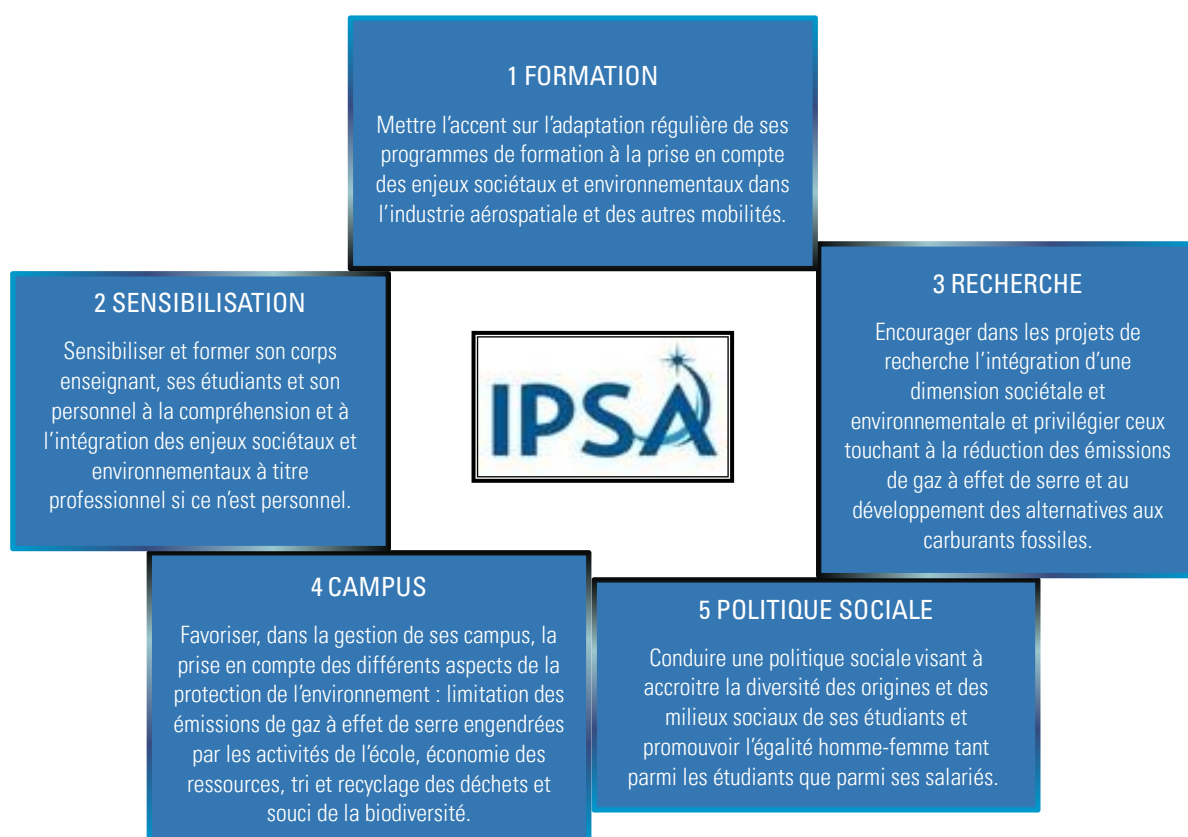 1 FORMATION
Mettre l’accent sur l’adaptation régulière de ses
programmes de formation à la prise en compte
des enjeux sociétaux et environnementaux dans
l’industrie aérospatiale et des autres mobilités.
2 SENSIBILISATION
Sensibiliser et former son corps
enseignant, ses étudiants et son
personnel à la compréhension et à
l’intégration des enjeux sociétaux et
environnementaux à titre
professionnel si ce n’est personnel.
IPSA
3 RECHERCHE
Encourager dans les projets de
recherche l’intégration d’une
dimension sociétale et
environnementale et privilégier ceux
touchant à la réduction des émissions
de gaz à effet de serre et au
développement des alternatives aux
carburants fossiles.
4 CAMPUS
Favoriser, dans la gestion de ses campus, la
prise en compte des différents aspects de la
protection de l’environnement : limitation des
émissions de gaz à effet de serre engendrées
par les activités de l’école, économie des
ressources, tri et recyclage des déchets et
souci de la biodiversité.
5 POLITIQUE SOCIALE
Conduire une politique sociale visant à
accroitre la diversité des origines et des
milieux sociaux de ses étudiants et
promouvoir l’égalité homme-femme tant
parmi les étudiants que parmi ses salariés.